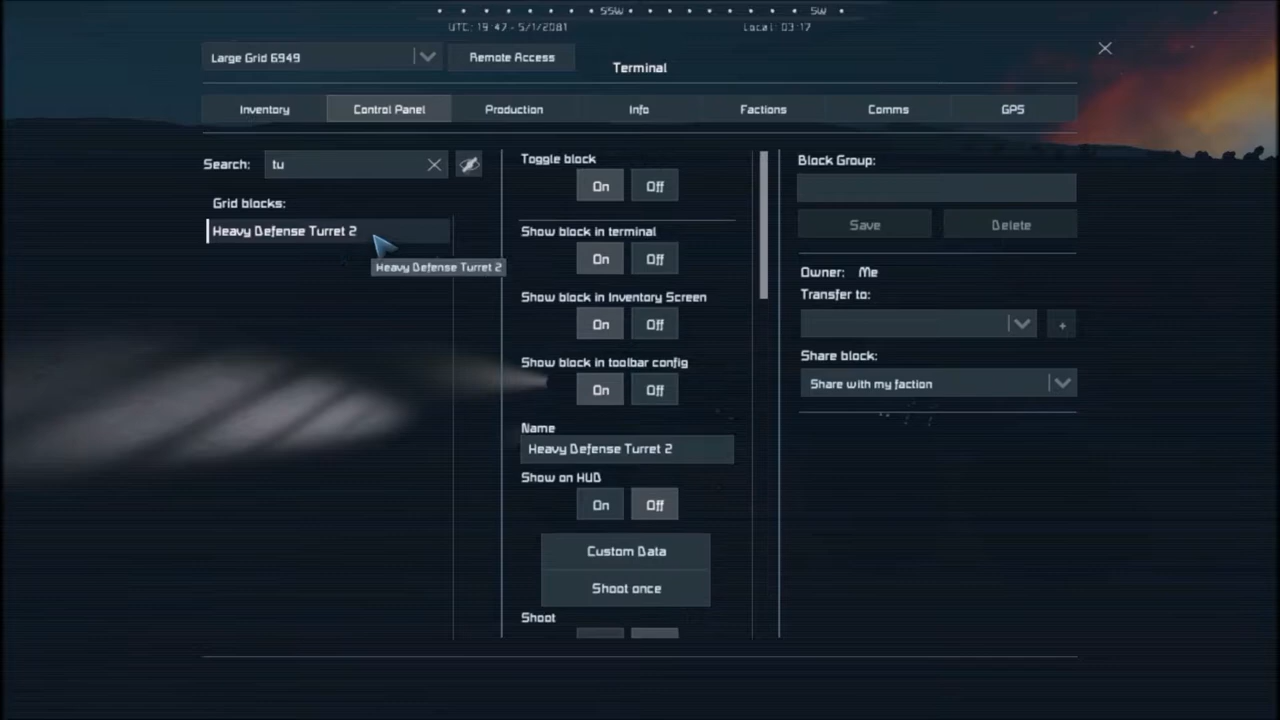 SSW SW
UTC: 19:47 - 5/1/2081 Local: 03:17
Large Grid 6949 Remote Access
Terminal
Inventory Control Panel Production Info Factions Comms GPS
Search: tu
Grid blocks:
Heavy Defense Turret 2
Heavy Defense Turret 2
Toggle block
On Off
Show block in terminal
On Off
Show block in Inventory Screen
On Off
Show block in toolbar config
On Off
Name
Heavy Defense Turret 2
Show on HUD
On Off
Custom Data
Shoot once
Shoot
Block Group:
Save Delete
Owner: Me
Transfer to:
+
Share block:
Share with my faction